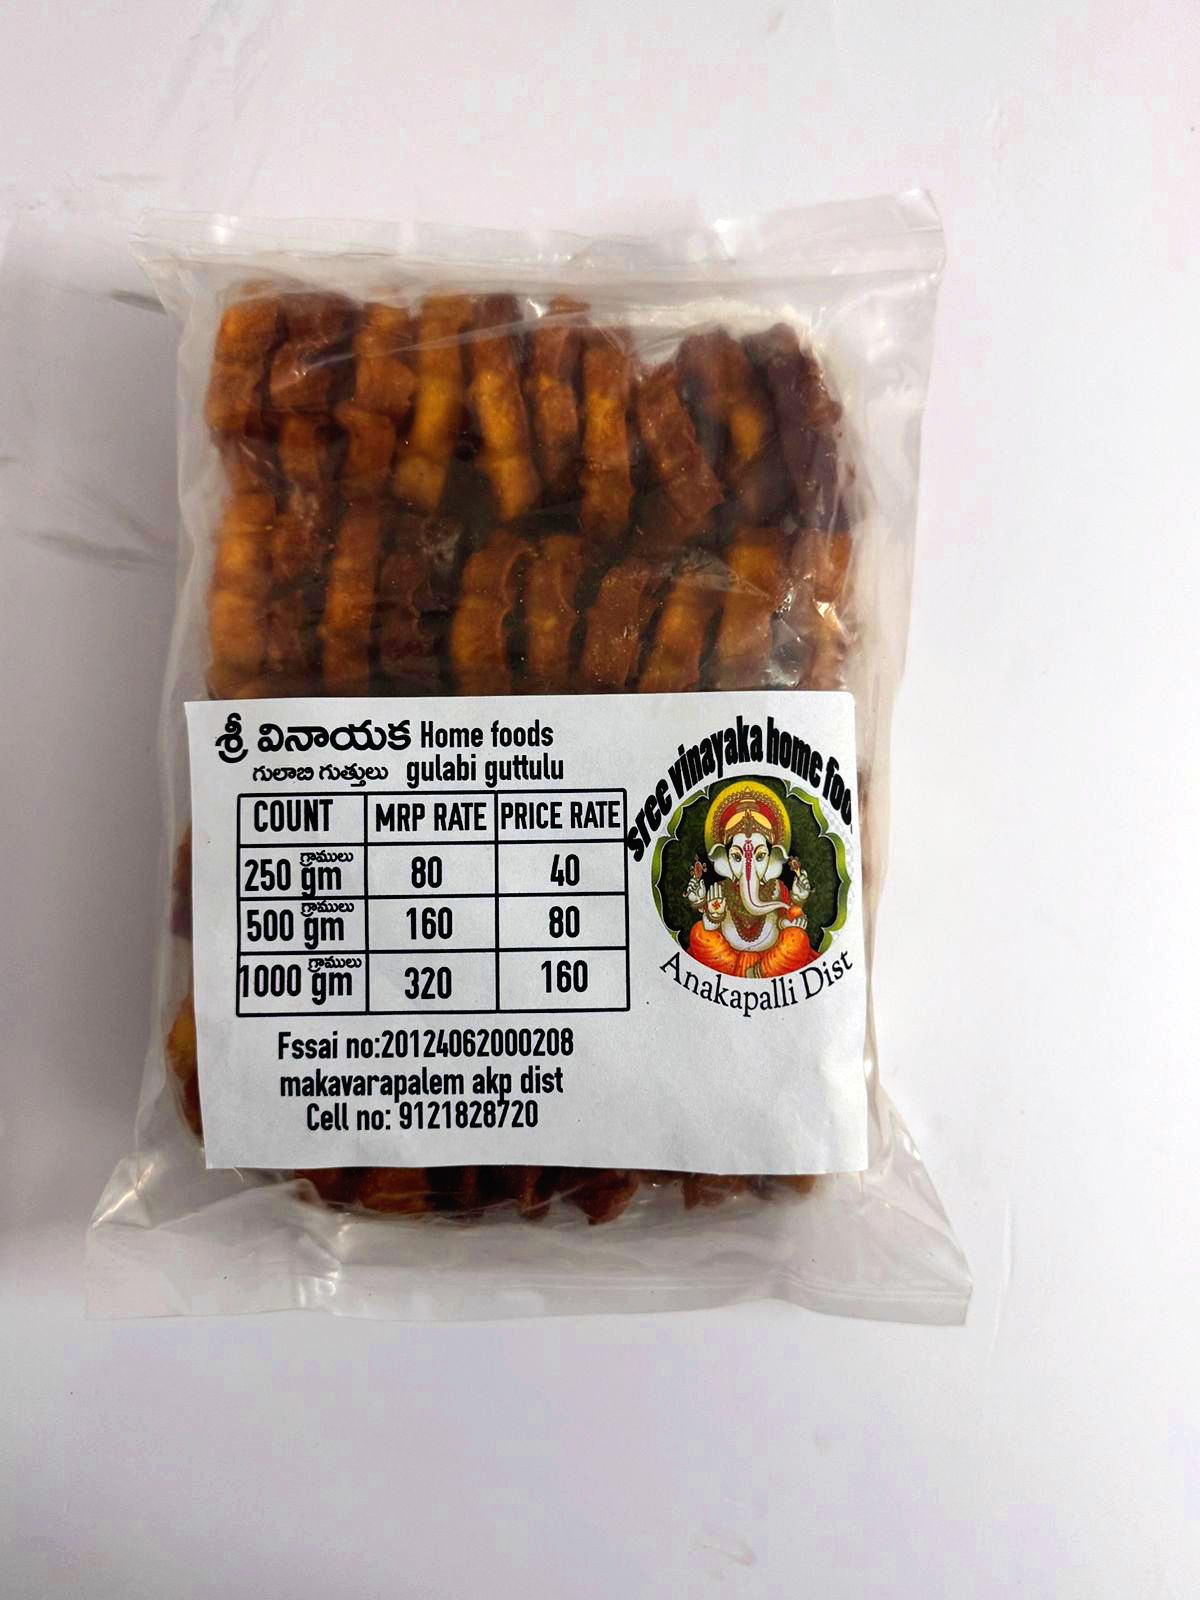 శ్రీ వినాయక Home foods
గులాబి గుత్తులు gulabi guttulu
COUNT MRP RATE PRICE RATE
250 గ్రాములు gm 80 40
500 గ్రాములు gm 160 80
1000 గ్రాములు gm 320 160
Fssai no:20124062000208
makavarapalem akp dist
Cell no: 9121828720
sree vinayaka home foo
Anakapalli Dist